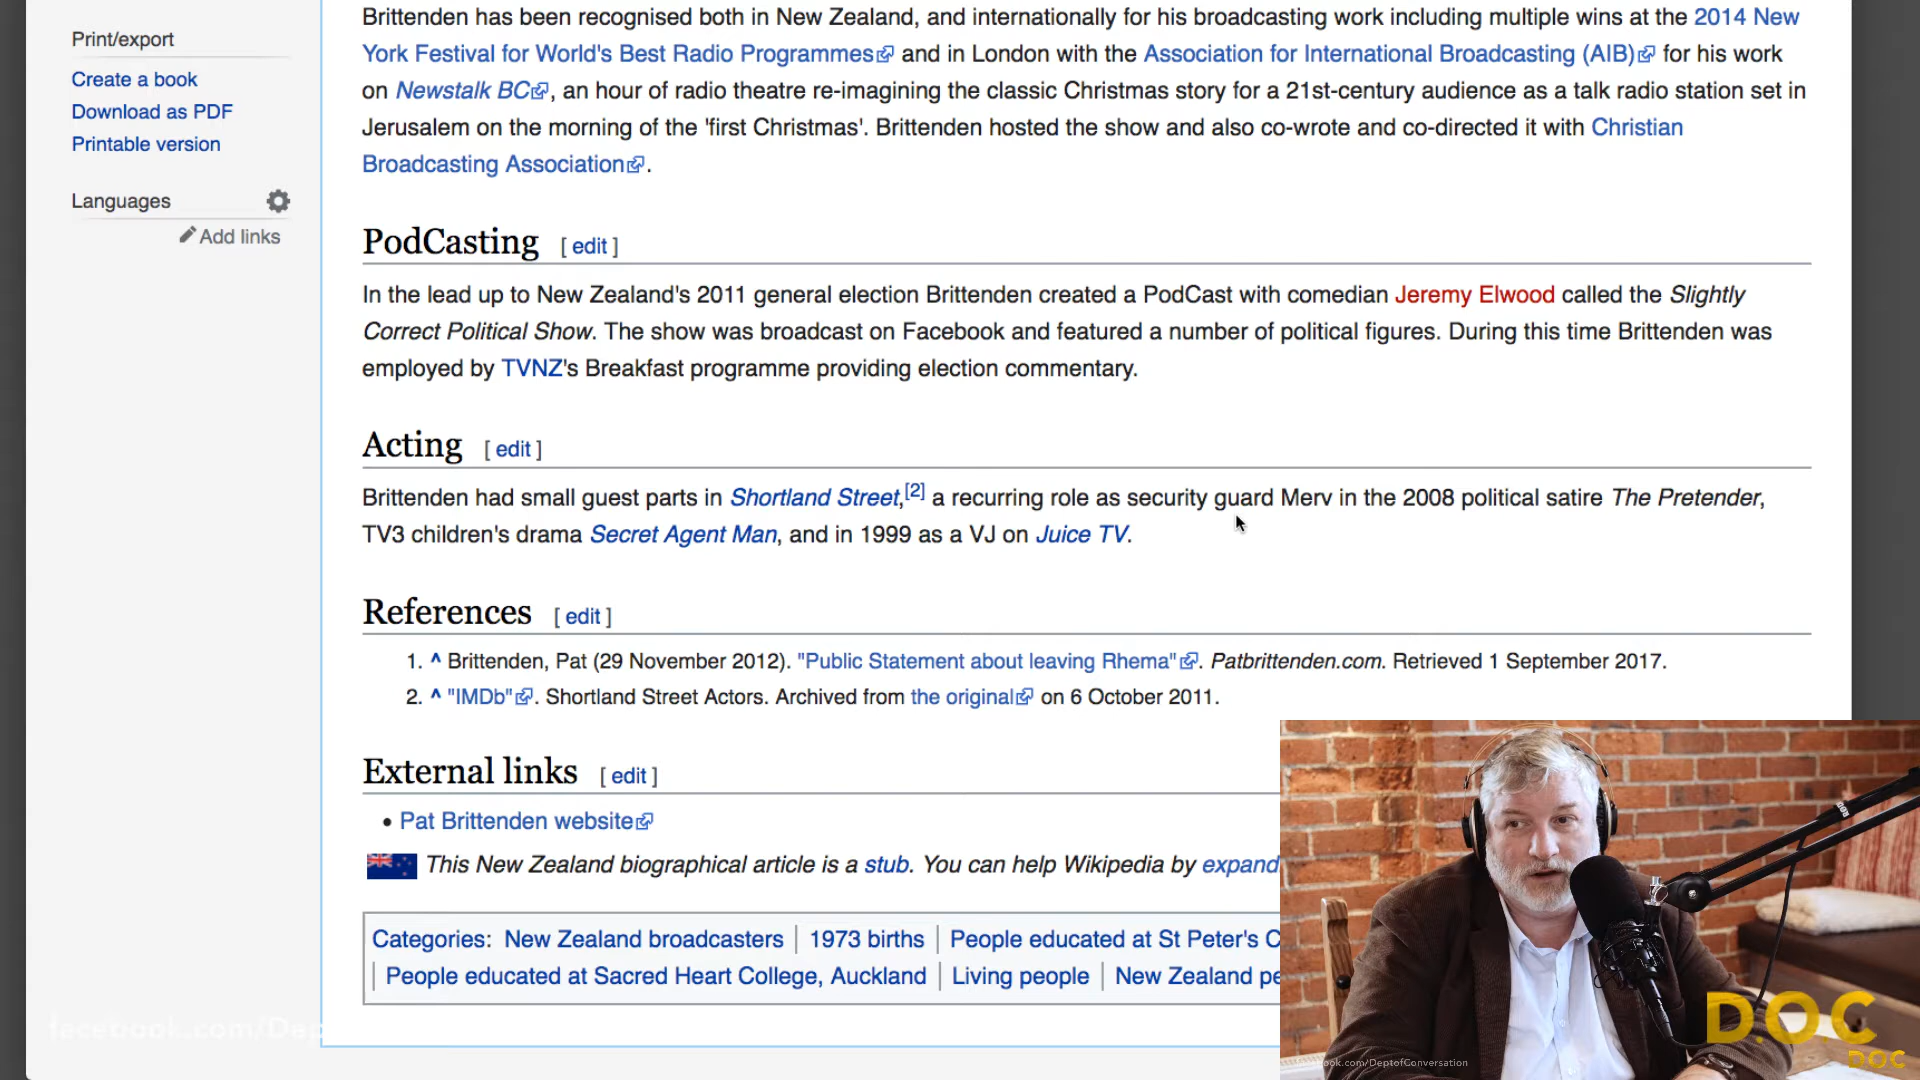 Print/export
Create a book
Download as PDF
Printable version
Languages
Add links
Brittenden has been recognised both in New Zealand, and internationally for his broadcasting work including multiple wins at the 2014 New
York Festival for World's Best Radio Programmes and in London with the Association for International Broadcasting (AIB) for his work
on Newstalk BC, an hour of radio theatre re-imagining the classic Christmas story for a 21st-century audience as a talk radio station set in
Jerusalem on the morning of the 'first Christmas'. Brittenden hosted the show and also co-wrote and co-directed it with Christian
Broadcasting Association.
PodCasting [ edit ]
In the lead up to New Zealand's 2011 general election Brittenden created a PodCast with comedian Jeremy Elwood called the Slightly
Correct Political Show. The show was broadcast on Facebook and featured a number of political figures. During this time Brittenden was
employed by TVNZ's Breakfast programme providing election commentary.
Acting [ edit ]
Brittenden had small guest parts in Shortland Street,[2] a recurring role as security guard Merv in the 2008 political satire The Pretender,
TV3 children's drama Secret Agent Man, and in 1999 as a VJ on Juice TV.
References [ edit ]
1. ^ Brittenden, Pat (29 November 2012). "Public Statement about leaving Rhema". Patbrittenden.com. Retrieved 1 September 2017.
2. ^ "IMDb". Shortland Street Actors. Archived from the original on 6 October 2011.
External links [ edit ]
• Pat Brittenden website
This New Zealand biographical article is a stub. You can help Wikipedia by expand
Categories: New Zealand broadcasters | 1973 births | People educated at St Peter's C
| People educated at Sacred Heart College, Auckland | Living people | New Zealand pe
facebook.com/Dep
D.O.C
DOC
ok.com/DeptofConversation